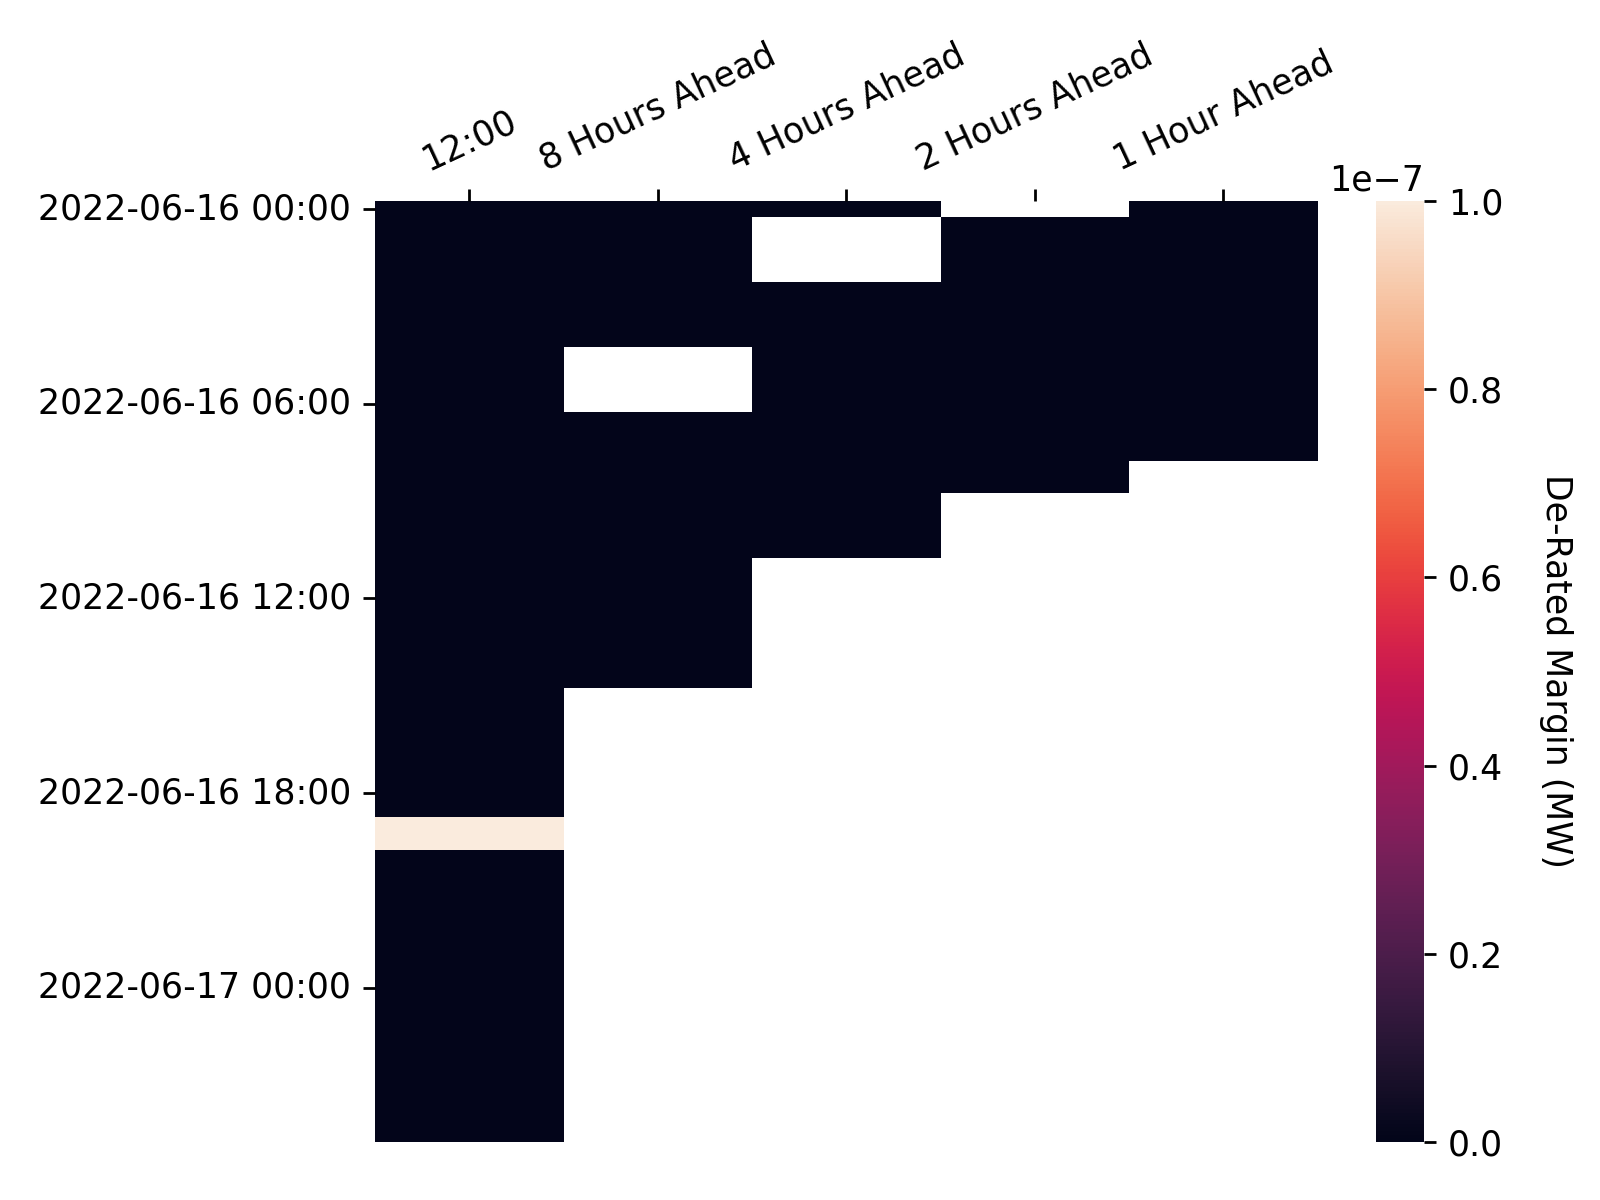 12:00
8 Hours Ahead
4 Hours Ahead
2 Hours Ahead
1 Hour Ahead
2022-06-16 00:00
2022-06-16 06:00
2022-06-16 12:00
2022-06-16 18:00
2022-06-17 00:00
1e−7
1.0
0.8
0.6
0.4
0.2
0.0
De-Rated Margin (MW)